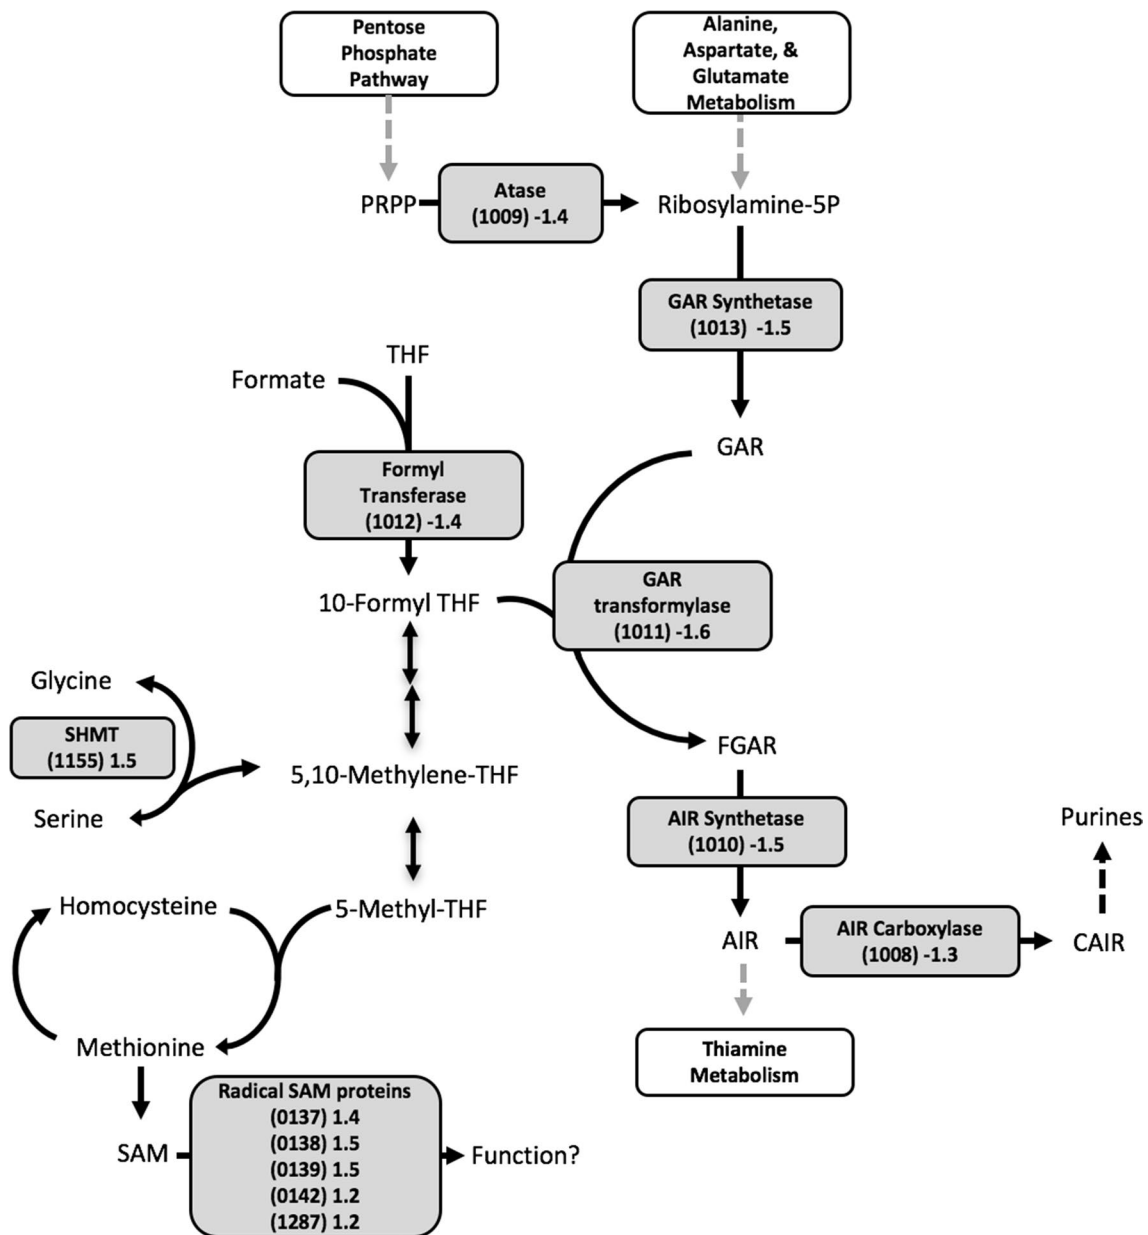 Pentose
Phosphate
Pathway
Alanine,
Aspartate, &
Glutamate
Metabolism
PRPP
Atase
(1009) -1.4
Ribosylamine-5P
GAR Synthetase
(1013) -1.5
THF
Formate
GAR
Formyl
Transferase
(1012) -1.4
10-Formyl THF
GAR
transformylase
(1011) -1.6
Glycine
SHMT
(1155) 1.5
Serine
5,10-Methylene-THF
FGAR
AIR Synthetase
(1010) -1.5
Purines
Homocysteine
5-Methyl-THF
AIR
AIR Carboxylase
(1008) -1.3
CAIR
Methionine
Thiamine
Metabolism
SAM
Radical SAM proteins
(0137) 1.4
(0138) 1.5
(0139) 1.5
(0142) 1.2
(1287) 1.2
Function?